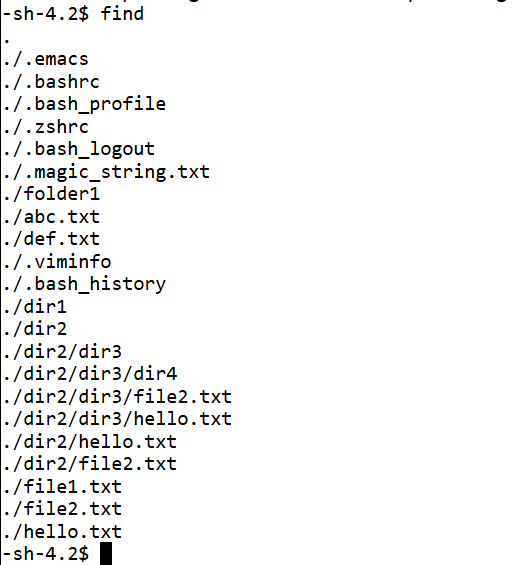 -sh-4.2$ find
.
./.emacs
./.bashrc
./.bash_profile
./.zshrc
./.bash_logout
./.magic_string.txt
./folder1
./abc.txt
./def.txt
./.viminfo
./.bash_history
./dir1
./dir2
./dir2/dir3
./dir2/dir3/dir4
./dir2/dir3/file2.txt
./dir2/dir3/hello.txt
./dir2/hello.txt
./dir2/file2.txt
./file1.txt
./file2.txt
./hello.txt
-sh-4.2$